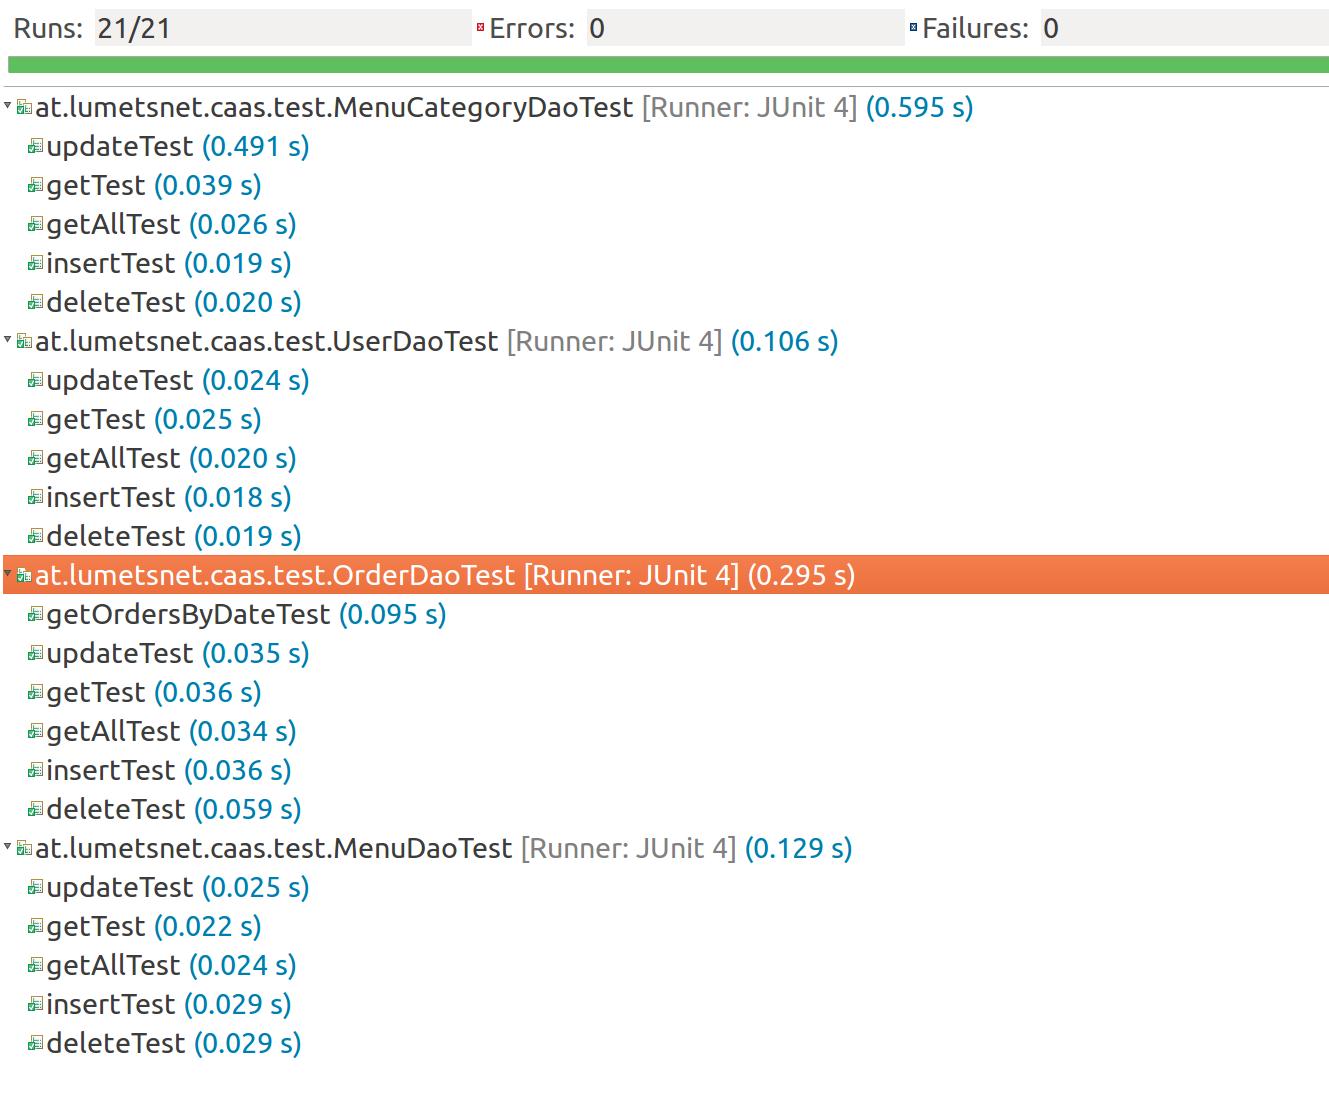 Runs: 21/21 Errors: 0 Failures: 0
at.lumetsnet.caas.test.MenuCategoryDaoTest [Runner: JUnit 4] (0.595 s)
updateTest (0.491 s)
getTest (0.039 s)
getAllTest (0.026 s)
insertTest (0.019 s)
deleteTest (0.020 s)
at.lumetsnet.caas.test.UserDaoTest [Runner: JUnit 4] (0.106 s)
updateTest (0.024 s)
getTest (0.025 s)
getAllTest (0.020 s)
insertTest (0.018 s)
deleteTest (0.019 s)
at.lumetsnet.caas.test.OrderDaoTest [Runner: JUnit 4] (0.295 s)
getOrdersByDateTest (0.095 s)
updateTest (0.035 s)
getTest (0.036 s)
getAllTest (0.034 s)
insertTest (0.036 s)
deleteTest (0.059 s)
at.lumetsnet.caas.test.MenuDaoTest [Runner: JUnit 4] (0.129 s)
updateTest (0.025 s)
getTest (0.022 s)
getAllTest (0.024 s)
insertTest (0.029 s)
deleteTest (0.029 s)